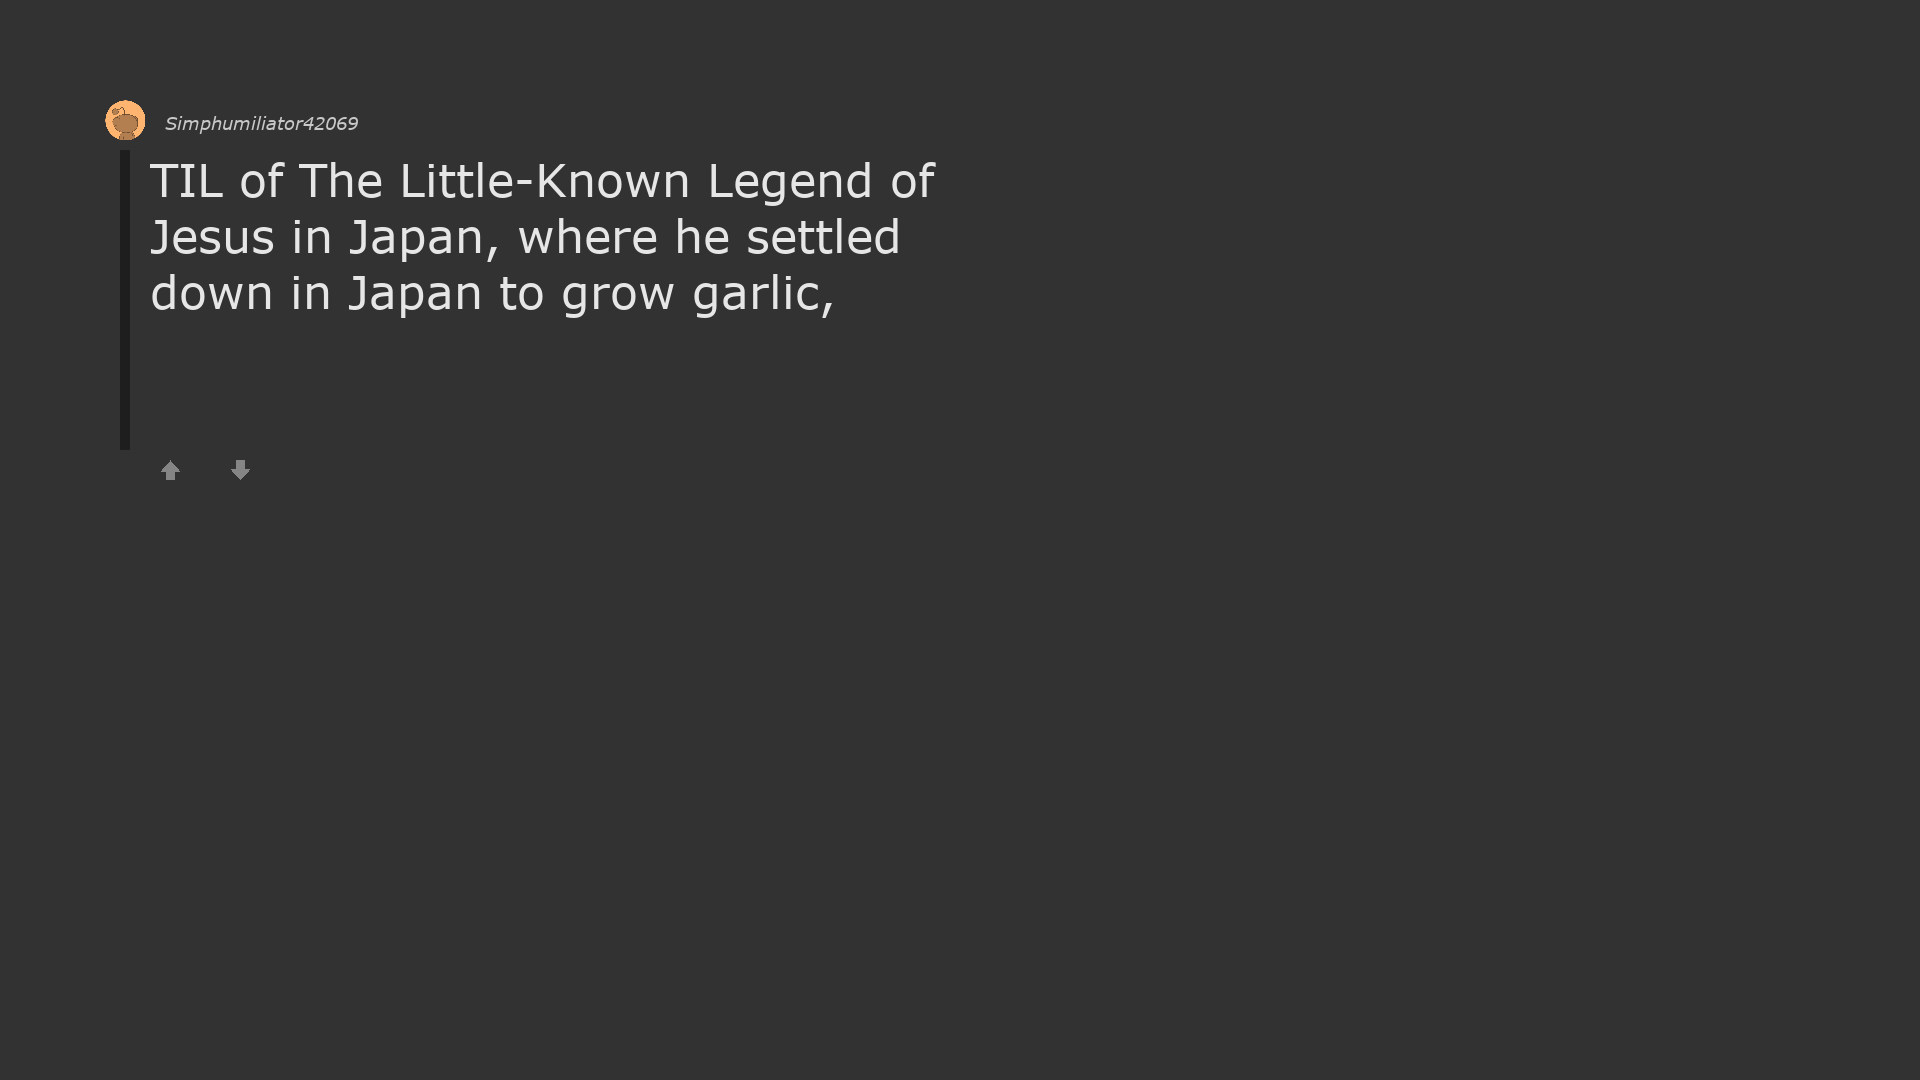 Simphumiliator42069
TIL of The Little-Known Legend of
Jesus in Japan, where he settled
down in Japan to grow garlic,